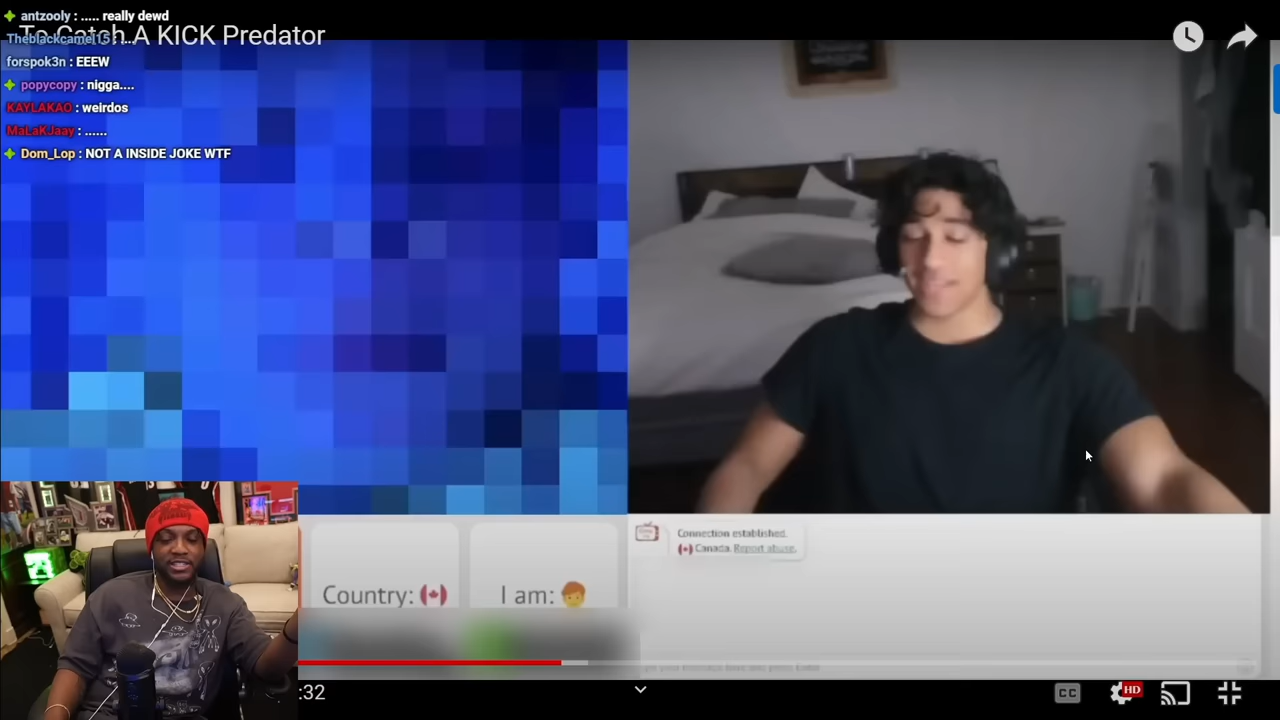 antzooly : ..... really dewd
To Catch A KICK Predator
Theblackcamel15 : ....
forspok3n : EEEW
popycopy : nigga....
KAYLAKAO : weirdos
MaLaKJaay : ......
Dom_Lop : NOT A INSIDE JOKE WTF
Connection established.
Canada. Report abuse.
Country:
I am:
:32
CC
HD